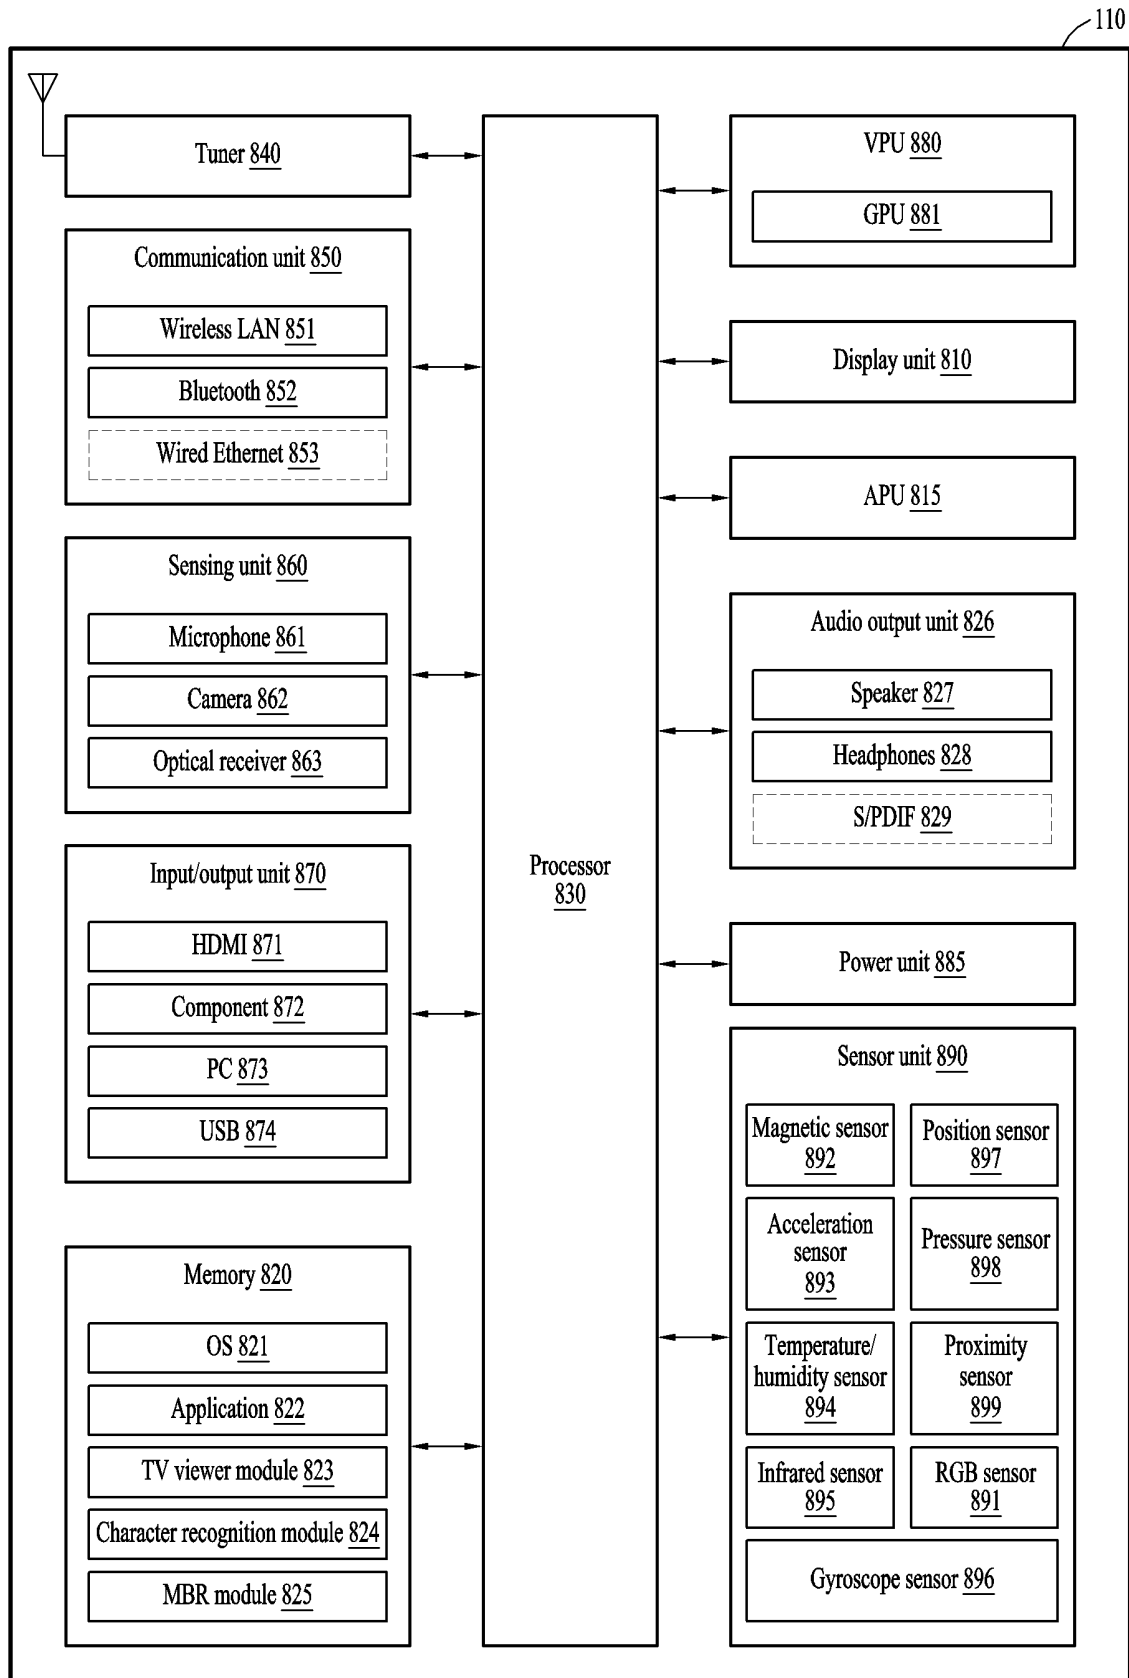 110
Tuner 840
Communication unit 850
Wireless LAN 851
Bluetooth 852
Wired Ethernet 853
Sensing unit 860
Microphone 861
Camera 862
Optical receiver 863
Input/output unit 870
HDMI 871
Component 872
PC 873
USB 874
Memory 820
OS 821
Application 822
TV viewer module 823
Character recognition module 824
MBR module 825
Processor
830
VPU 880
GPU 881
Display unit 810
APU 815
Audio output unit 826
Speaker 827
Headphones 828
S/PDIF 829
Power unit 885
Sensor unit 890
Magnetic sensor
892
Position sensor
897
Acceleration
sensor
893
Pressure sensor
898
Temperature/
humidity sensor
894
Proximity
sensor
899
Infrared sensor
895
RGB sensor
891
Gyroscope sensor 896